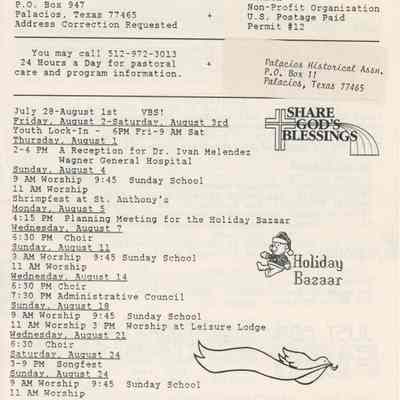 P.O. Box 947
Palacios, Texas 77465 +
Address Correction Requested
Non-Profit Organization
U.S. Postage Paid
Permit #12
You may call 512-972-3013
24 Hours a Day for pastoral +
care and program information.
Palacios Historical Assn.
P.O. Box 11
Palacios, Texas 77465
July 28-August 1st VBS!
Friday, August 2-Saturday, August 3rd
Youth Lock-In - 6PM Fri-9 AM Sat
Thursday, August 1
2-4 PM A Reception for Dr. Ivan Melendez
Wagner General Hospital
SHARE
GOD'S
BLESSINGS
Sunday, August 4
9 AM Worship 9:45 Sunday School
11 AM Worship
Shrimpfest at St. Anthony's
Monday, August 5
4:15 PM Planning Meeting for the Holiday Bazaar
Wednesday, August 7
6:30 PM Choir
Sunday, August 11
9 AM Worship 9:45 Sunday School
11 AM Worship
Holiday
Bazaar
Wednesday, August 14
6:30 PM Choir
7:30 PM Administrative Council
Sunday, August 18
9 AM Worship 9:45 Sunday School
11 AM Worship 3 PM Worship at Leisure Lodge
Wednesday, August 21
6:30 Choir
Saturday, August 24
3-9 PM Songfest
Sunday, August 24
9 AM Worship 9:45 Sunday School
11 AM Worship